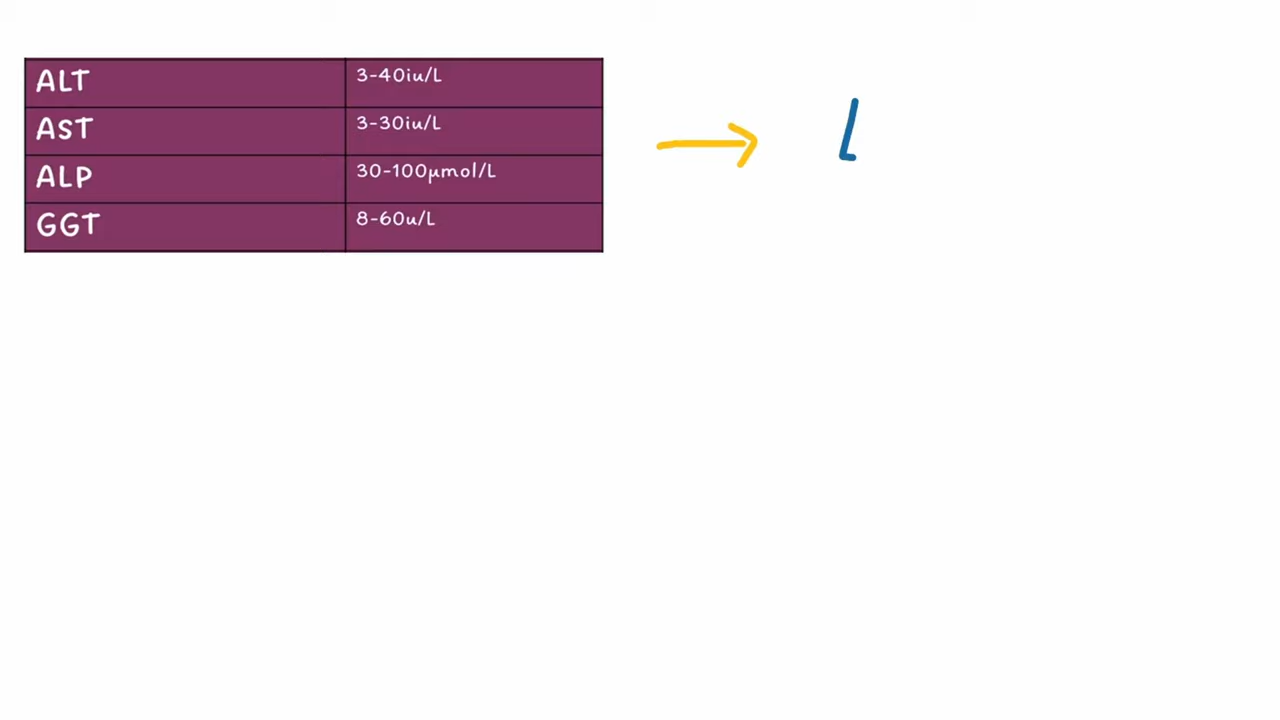 ALT 3-40iu/L
AST 3-30iu/L
ALP 30-100µmol/L
GGT 8-60u/L
L